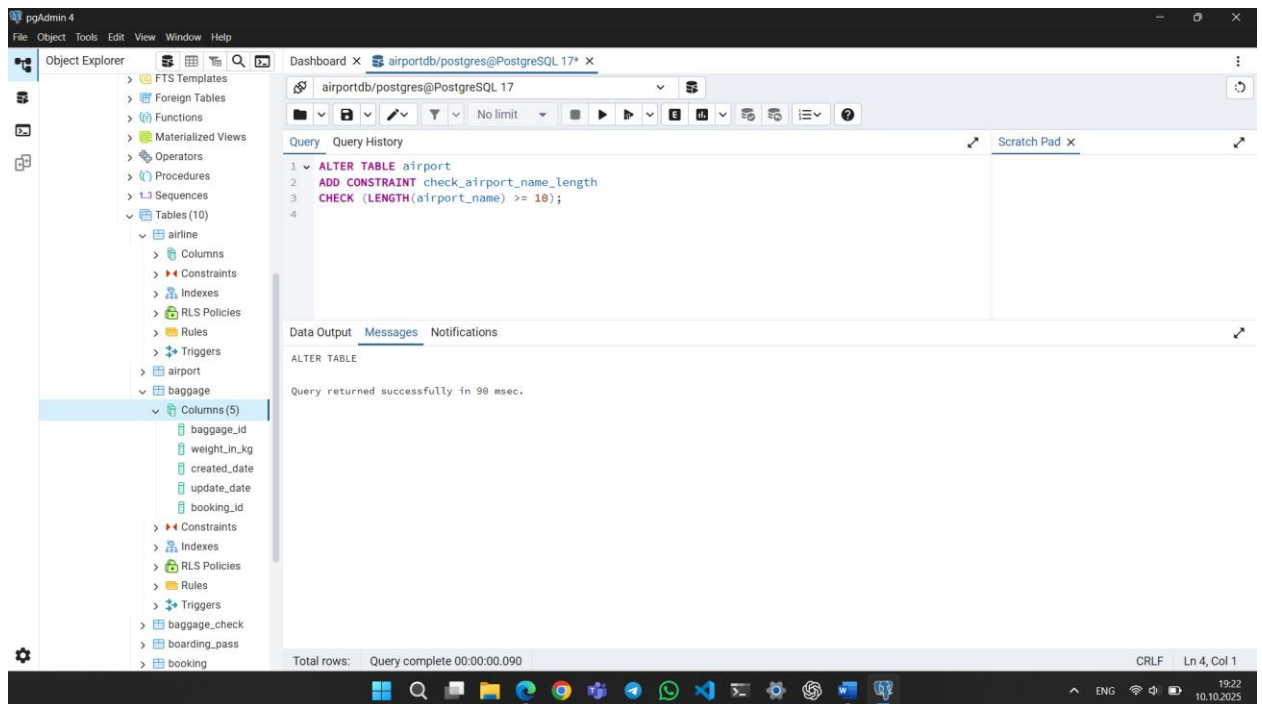 pgAdmin 4
File Object Tools Edit View Window Help
Object Explorer
Dashboard
airportdb/postgres@PostgreSQL 17*
FTS Templates
Foreign Tables
Functions
Materialized Views
Operators
Procedures
1..3 Sequences
Tables (10)
airline
Columns
Constraints
Indexes
RLS Policies
Rules
Triggers
airport
baggage
Columns (5)
baggage_id
weight_in_kg
created_date
update_date
booking_id
Constraints
Indexes
RLS Policies
Rules
Triggers
baggage_check
boarding_pass
booking
airportdb/postgres@PostgreSQL 17
No limit
E
Query Query History
Scratch Pad
1 ALTER TABLE airport
2 ADD CONSTRAINT check_airport_name_length
3 CHECK (LENGTH(airport_name) >= 10);
4
Data Output Messages Notifications
ALTER TABLE
Query returned successfully in 90 msec.
Total rows: Query complete 00:00:00.090
CRLF Ln 4, Col 1
ENG
19:22
10.10.2025